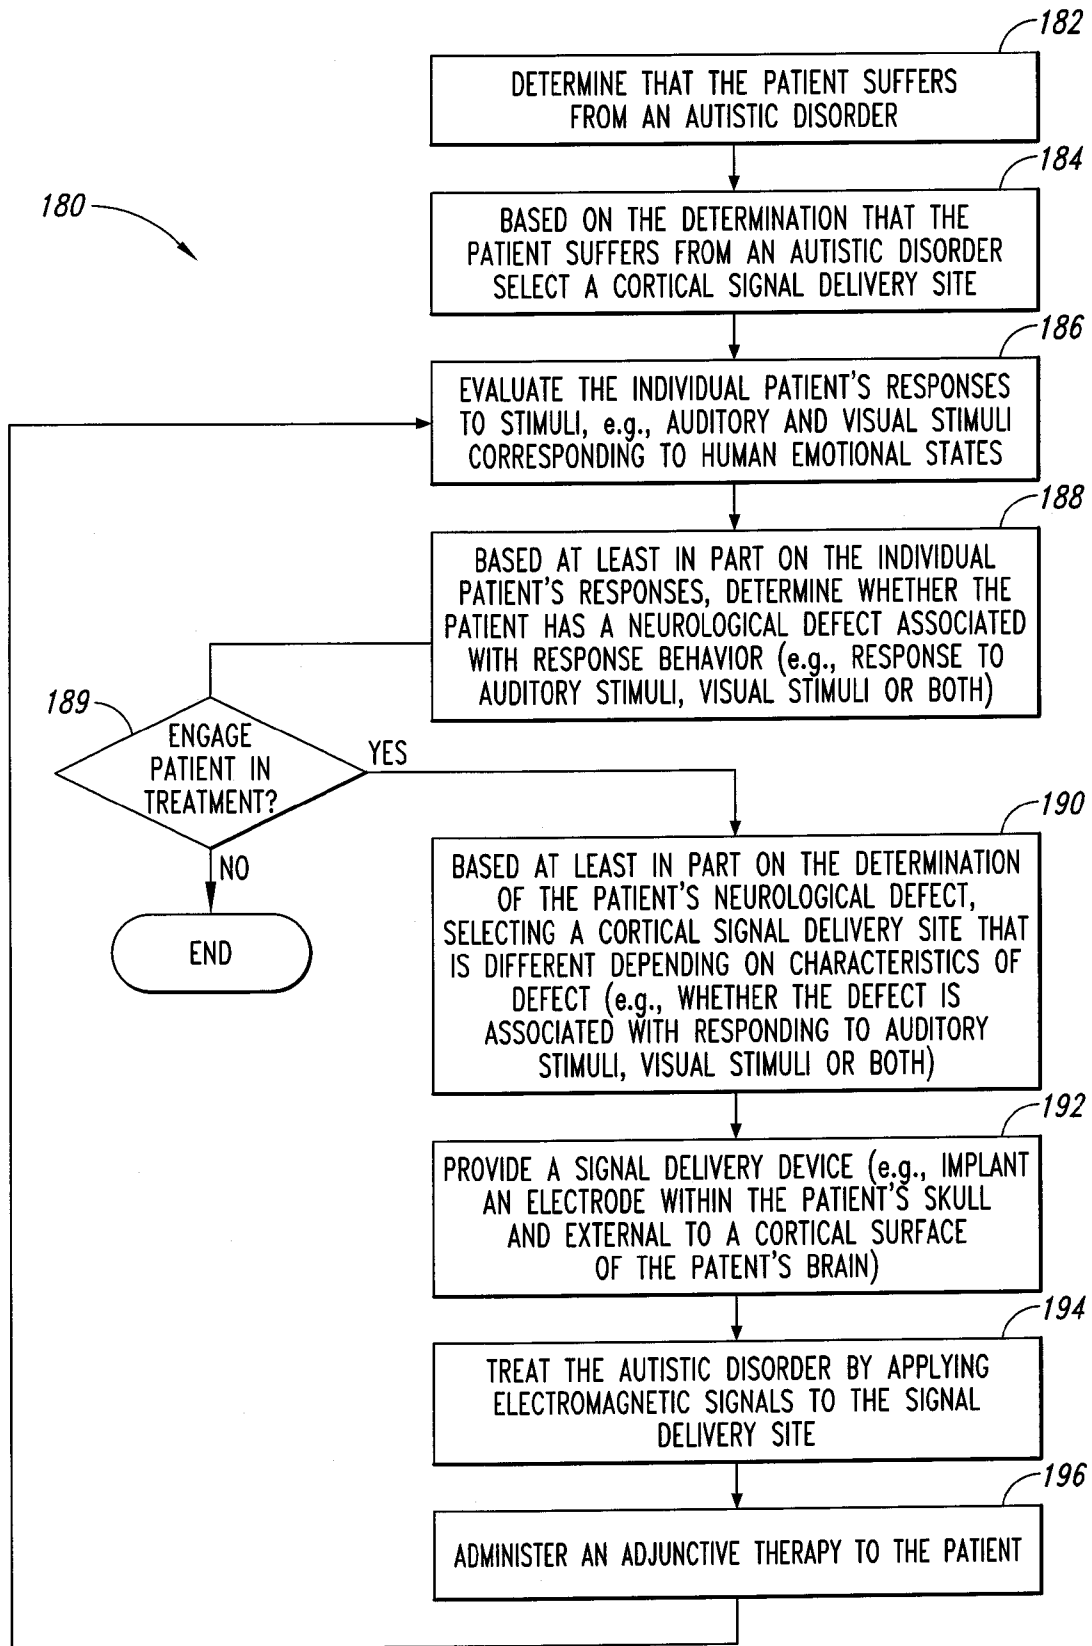 182
DETERMINE THAT THE PATIENT SUFFERS
FROM AN AUTISTIC DISORDER
184
180
BASED ON THE DETERMINATION THAT THE
PATIENT SUFFERS FROM AN AUTISTIC DISORDER
SELECT A CORTICAL SIGNAL DELIVERY SITE
186
EVALUATE THE INDIVIDUAL PATIENT'S RESPONSES
TO STIMULI, e.g., AUDITORY AND VISUAL STIMULI
CORRESPONDING TO HUMAN EMOTIONAL STATES
188
BASED AT LEAST IN PART ON THE INDIVIDUAL
PATIENT'S RESPONSES, DETERMINE WHETHER THE
PATIENT HAS A NEUROLOGICAL DEFECT ASSOCIATED
WITH RESPONSE BEHAVIOR (e.g., RESPONSE TO
AUDITORY STIMULI, VISUAL STIMULI OR BOTH)
189
ENGAGE
PATIENT IN
TREATMENT?
YES
NO
END
190
BASED AT LEAST IN PART ON THE DETERMINATION
OF THE PATIENT'S NEUROLOGICAL DEFECT,
SELECTING A CORTICAL SIGNAL DELIVERY SITE THAT
IS DIFFERENT DEPENDING ON CHARACTERISTICS OF
DEFECT (e.g., WHETHER THE DEFECT IS
ASSOCIATED WITH RESPONDING TO AUDITORY
STIMULI, VISUAL STIMULI OR BOTH)
192
PROVIDE A SIGNAL DELIVERY DEVICE (e.g., IMPLANT
AN ELECTRODE WITHIN THE PATIENT'S SKULL
AND EXTERNAL TO A CORTICAL SURFACE
OF THE PATENT'S BRAIN)
194
TREAT THE AUTISTIC DISORDER BY APPLYING
ELECTROMAGNETIC SIGNALS TO THE SIGNAL
DELIVERY SITE
196
ADMINISTER AN ADJUNCTIVE THERAPY TO THE PATIENT